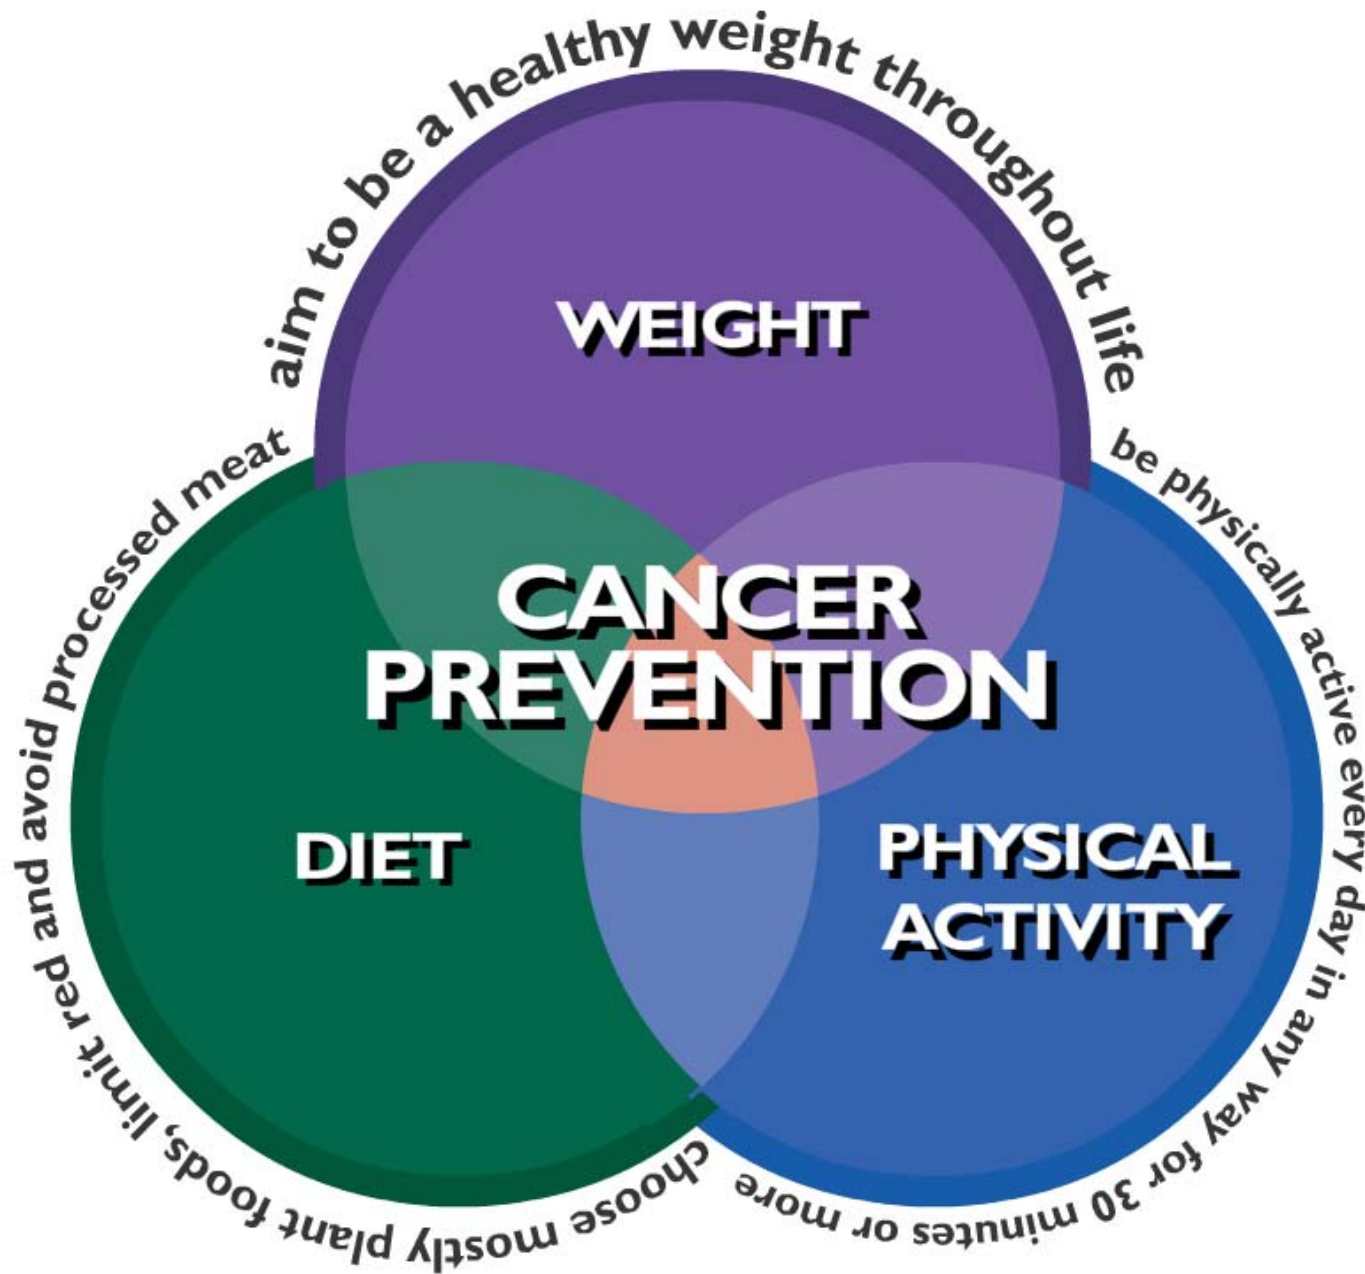 aim to be a healthy weight throughout life
WEIGHT
CANCER
PREVENTION
DIET
PHYSICAL
ACTIVITY
choose mostly plant foods, limit red and avoid processed meat
be physically active every day in any way for 30 minutes or more